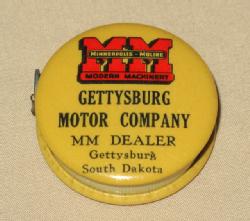 MINNEAPOLIS-MOLINE
MM
MODERN MACHINERY
GETTYSBURG
MOTOR COMPANY
MM DEALER
Gettysburg
South Dakota